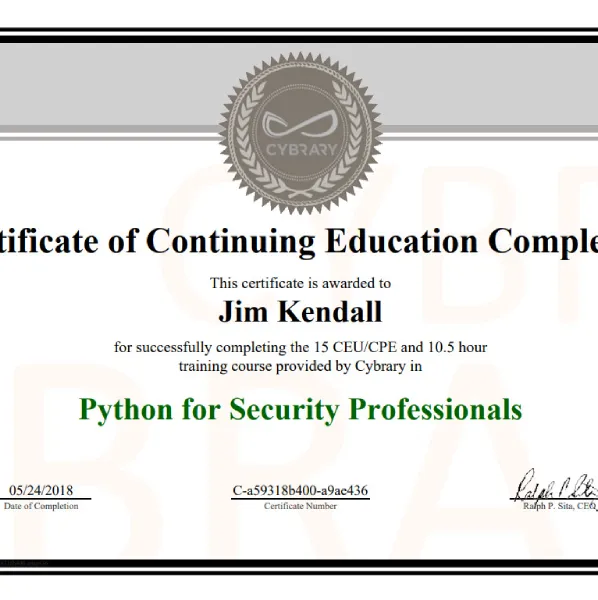 CYBRARY
tificate of Continuing Education Comple
This certificate is awarded to
Jim Kendall
for successfully completing the 15 CEU/CPE and 10.5 hour
training course provided by Cybrary in
Python for Security Professionals
05/24/2018
C-a59318b400-a9ae436
Date of Completion
Certificate Number
Ralph P. Sita, CEO